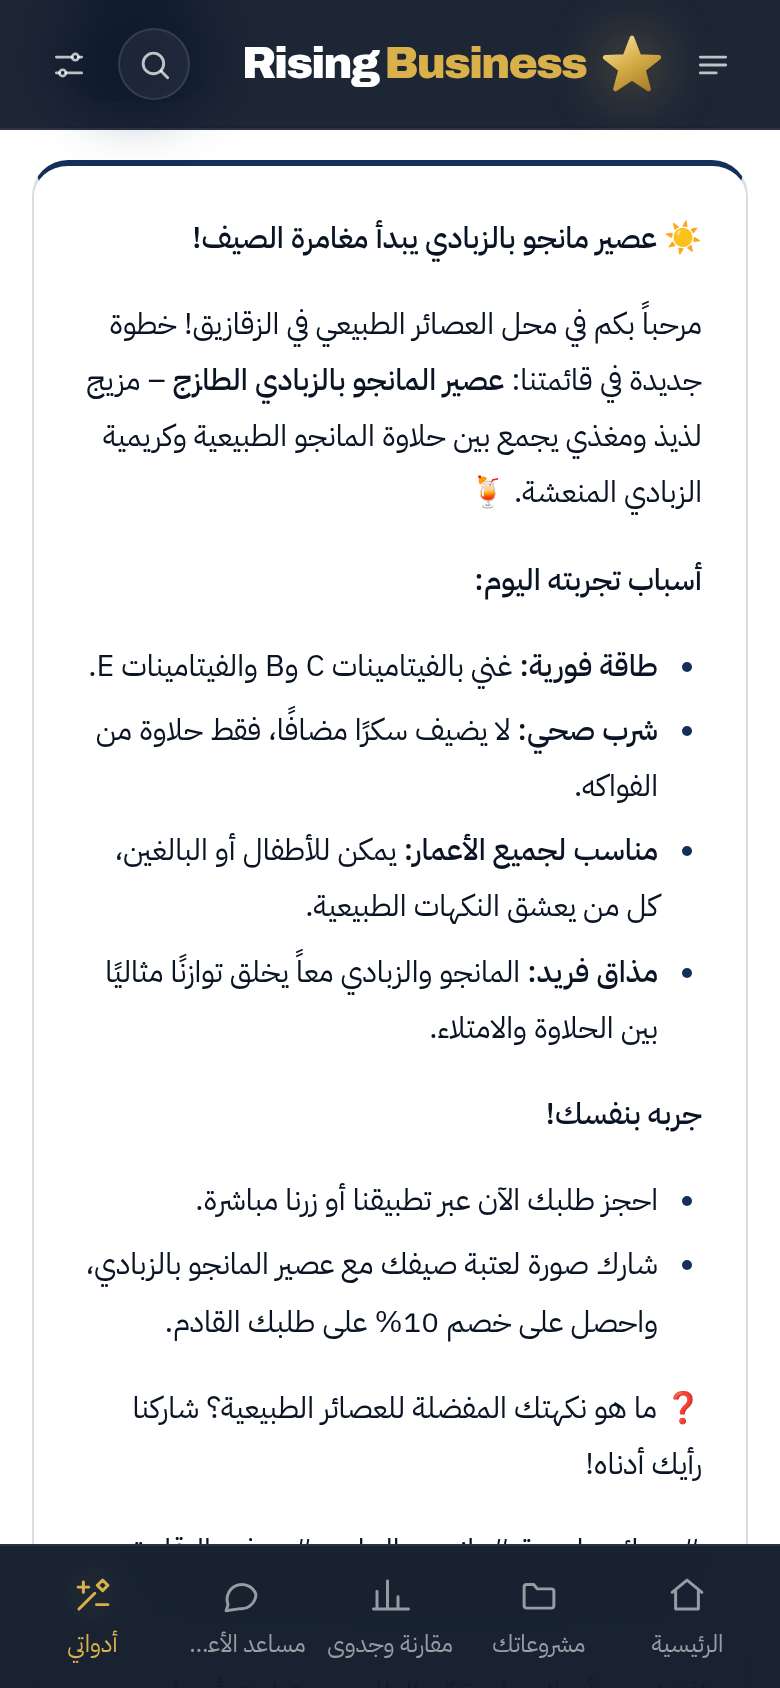 Rising Business
☀️ عصير مانجو بالزبادي يبدأ مغامرة الصيف!
مرحباً بكم في محل العصائر الطبيعي في الزقازيق! خطوة
جديدة في قائمتنا: عصير المانجو بالزبادي الطازج – مزيج
لذيذ ومغذي يجمع بين حلاوة المانجو الطبيعية وكريمية
الزبادي المنعشة. 🍹
أسباب تجربته اليوم:
• طاقة فورية: غني بالفيتامينات C وB والفيتامينات E.
• شرب صحي: لا يضيف سكرًا مضافًا، فقط حلاوة من
الفواكه.
• مناسب لجميع الأعمار: يمكن للأطفال أو البالغين،
كل من يعشق النكهات الطبيعية.
• مذاق فريد: المانجو والزبادي معاً يخلق توازنًا مثاليًا
بين الحلاوة والامتلاء.
جربه بنفسك!
• احجز طلبك الآن عبر تطبيقنا أو زرنا مباشرة.
• شارك صورة لعتبة صيفك مع عصير المانجو بالزبادي،
واحصل على خصم 10% على طلبك القادم.
❓ ما هو نكهتك المفضلة للعصائر الطبيعية؟ شاركنا
رأيك أدناه!
الرئيسية
مشروعاتك
مقارنة وجدوى
مساعد الأعـ...
أدواتي